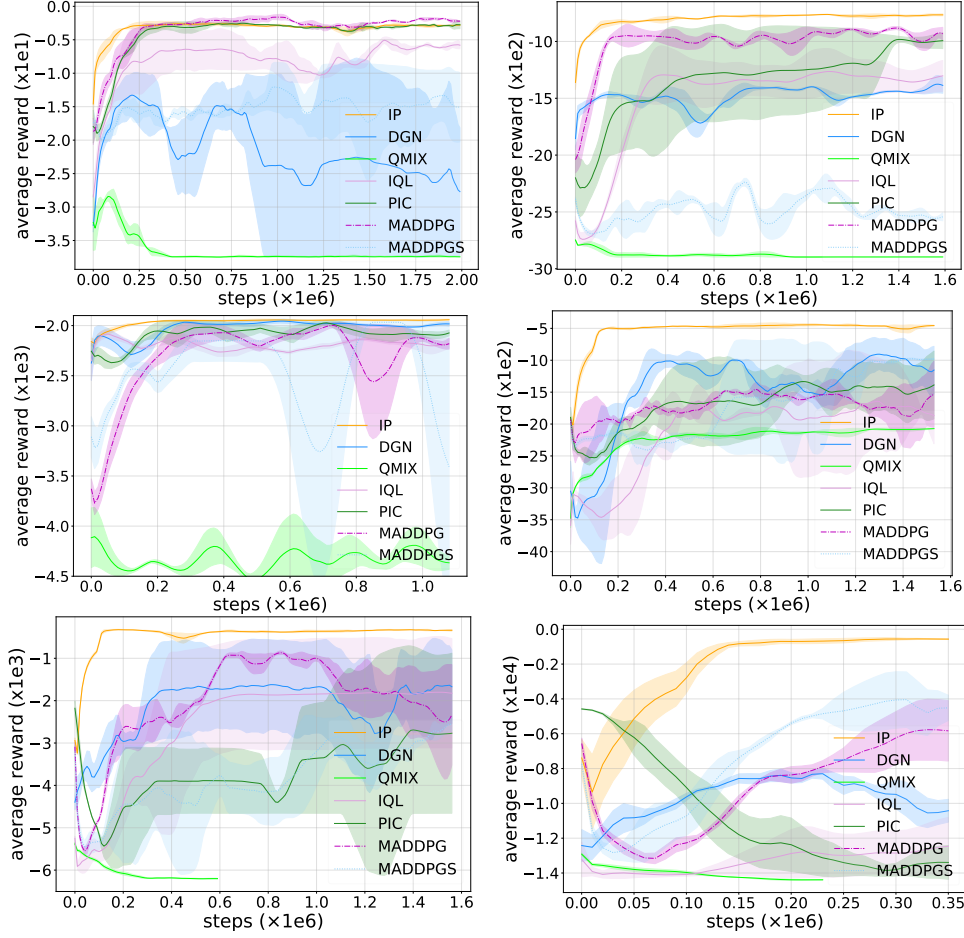 average reward (x1e1)
0.0
−0.5
−1.0
−1.5
−2.0
−2.5
−3.0
−3.5
0.00 0.25 0.50 0.75 1.00 1.25 1.50 1.75 2.00
steps (×1e6)
IP
DGN
QMIX
IQL
PIC
MADDPG
MADDPGS
average reward (x1e2)
-5
-10
-15
-20
-25
-30
0.0 0.2 0.4 0.6 0.8 1.0 1.2 1.4 1.6
steps (×1e6)
IP
DGN
QMIX
IQL
PIC
MADDPG
MADDPGS
average reward (x1e3)
−2.0
−2.5
−3.0
−3.5
−4.0
−4.5
0.0 0.2 0.4 0.6 0.8 1.0
steps (×1e6)
IP
DGN
QMIX
IQL
PIC
MADDPG
MADDPGS
average reward (x1e2)
−5
−10
−15
−20
−25
−30
−35
−40
0.0 0.2 0.4 0.6 0.8 1.0 1.2 1.4 1.6
steps (×1e6)
IP
DGN
QMIX
IQL
PIC
MADDPG
MADDPGS
average reward (x1e3)
−1
−2
−3
−4
−5
−6
0.0 0.2 0.4 0.6 0.8 1.0 1.2 1.4 1.6
steps (×1e6)
IP
DGN
QMIX
IQL
PIC
MADDPG
MADDPGS
average reward (x1e4)
0.0
−0.2
−0.4
−0.6
−0.8
−1.0
−1.2
−1.4
0.00 0.05 0.10 0.15 0.20 0.25 0.30 0.35
steps (×1e6)
IP
DGN
QMIX
IQL
PIC
MADDPG
MADDPGS